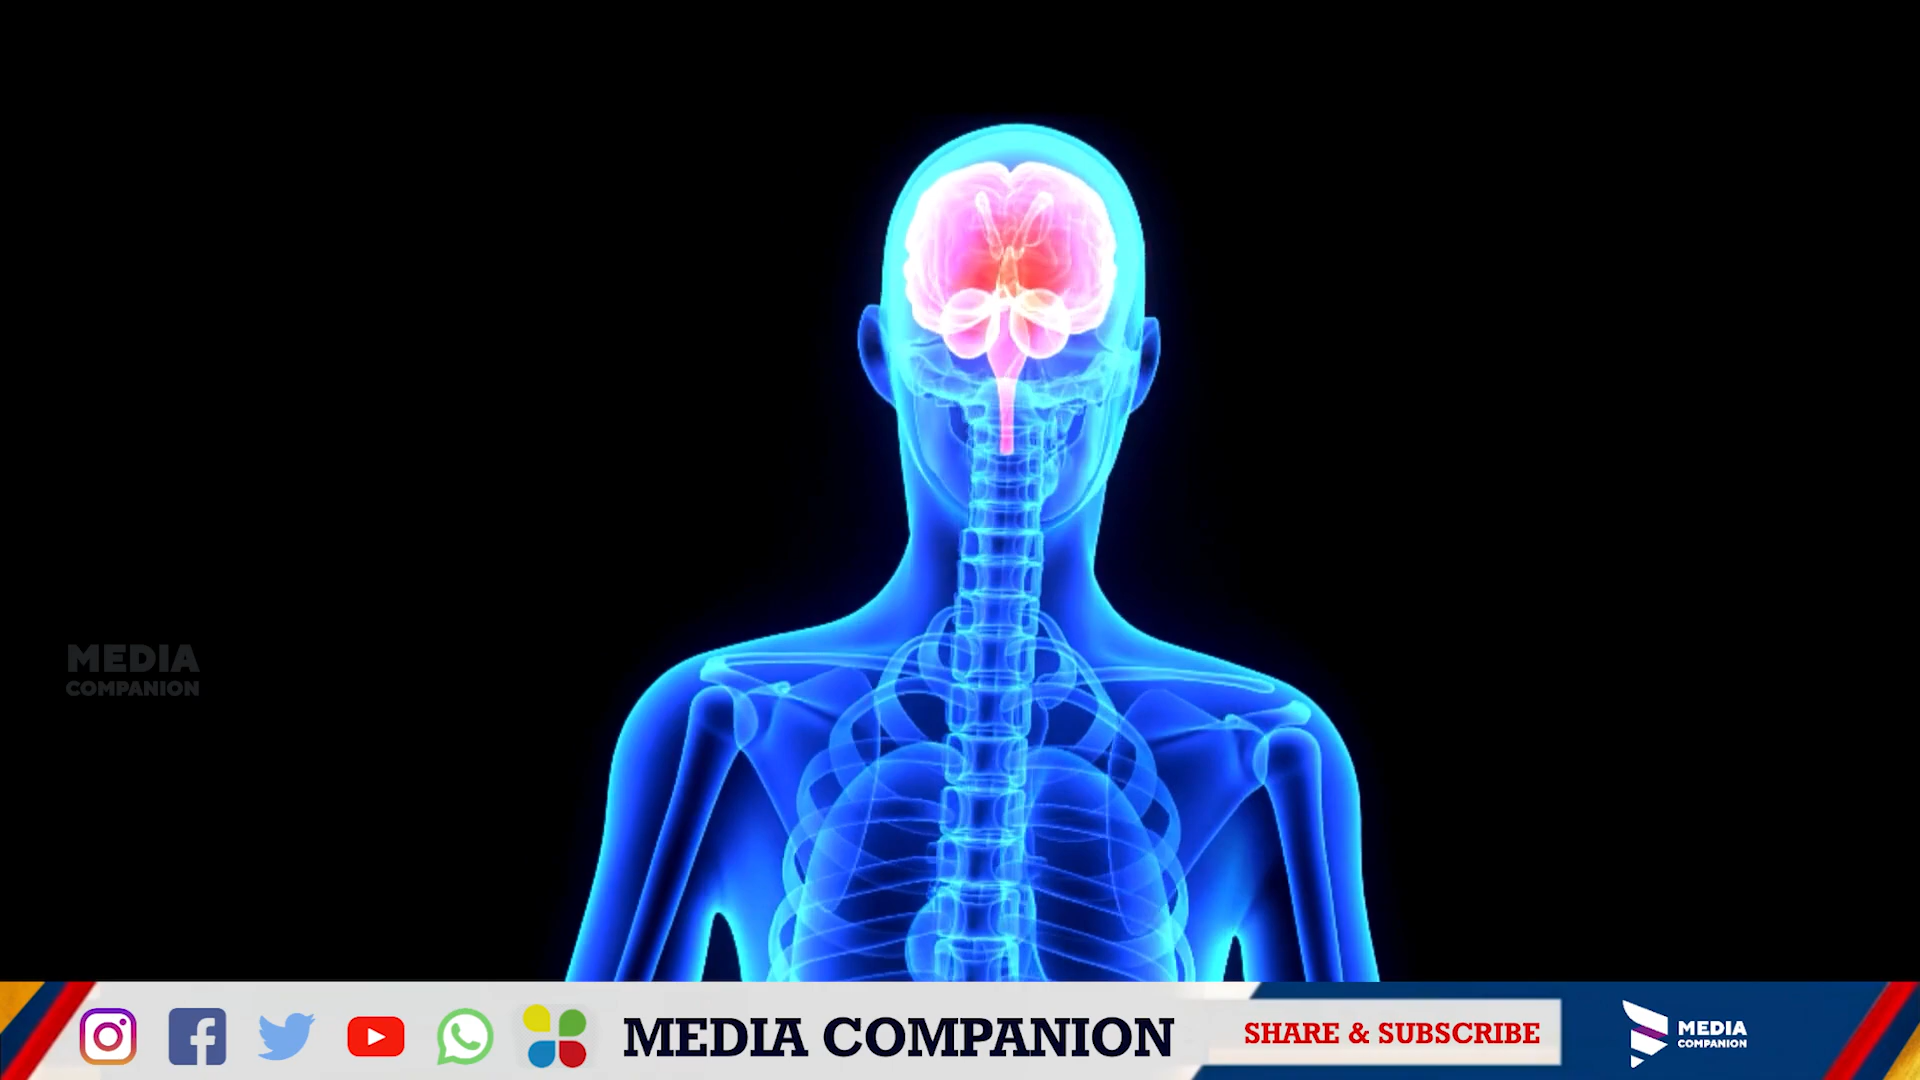 MEDIA
COMPANION
MEDIA COMPANION
SHARE & SUBSCRIBE
MEDIA
COMPANION